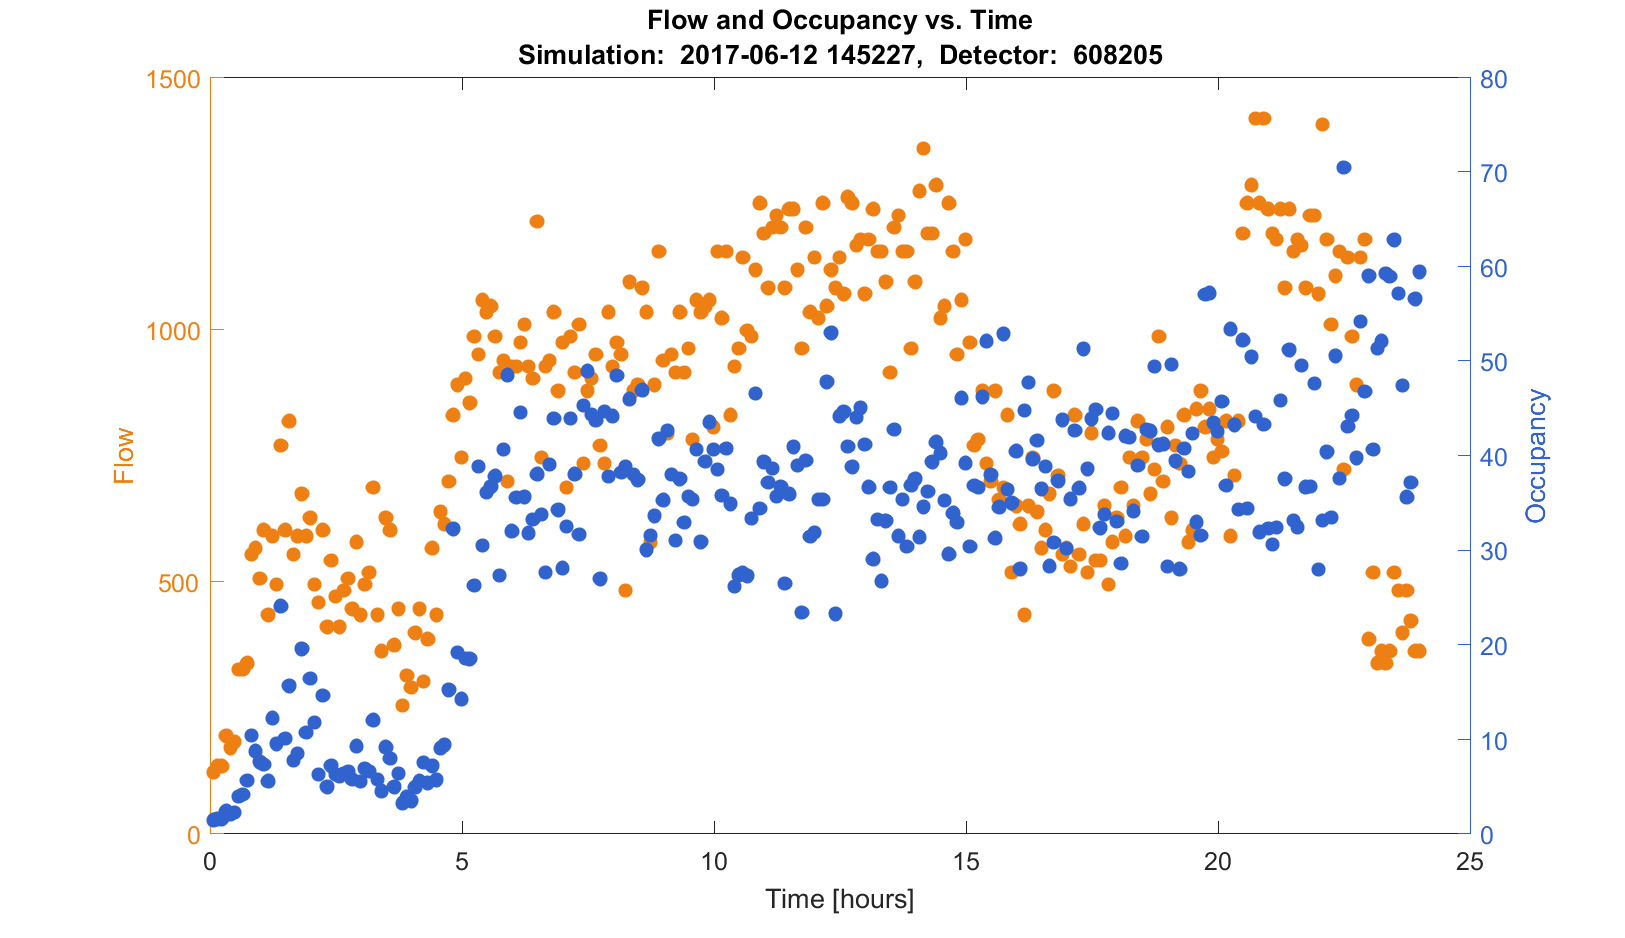 Flow and Occupancy vs. Time
Simulation:  2017-06-12 145227,  Detector:  608205
1500
1000
500
0
Flow
80
70
60
50
40
30
20
10
0
Occupancy
0 5 10 15 20 25
Time [hours]